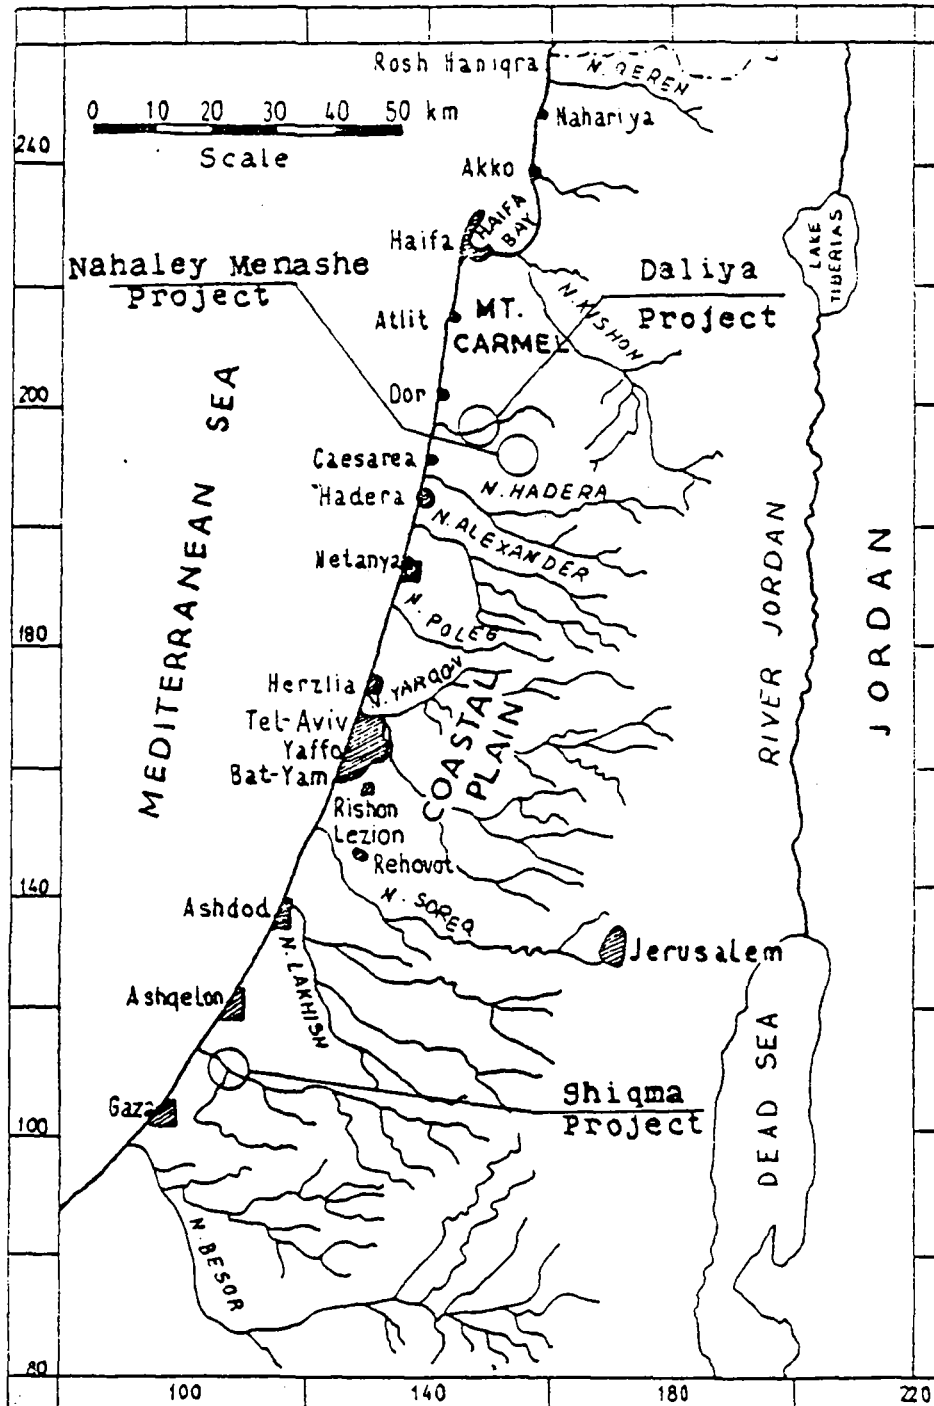 Rosh Haniqra
N. QEREN
0 10 20 30 40 50 km
Scale
Nahariya
240
Akko
HAIFA
BAY
Haifa
LAKE
TIBERIAS
Nahaley Menashe
Project
Daliya
Project
N. KISHON
Atlit
MT.
CARMEL
Dor
200
MEDITERRANEAN SEA
Caesarea
Hadera
N. HADERA
N. ALEXANDER
Netanya
RIVER JORDAN
JORDAN
N. POLEG
180
Herzlia
N. YARQON
Tel-Aviv
Yaffo
Bat-Yam
COASTAL
PLAIN
Rishon
Lezion
Rehovot
140
N. SOREQ
Ashdod
Jerusalem
N. LAKHISH
Ashqelon
DEAD SEA
Shiqma
Project
Gaza
100
N. BESOR
80
100 140 180 200 220